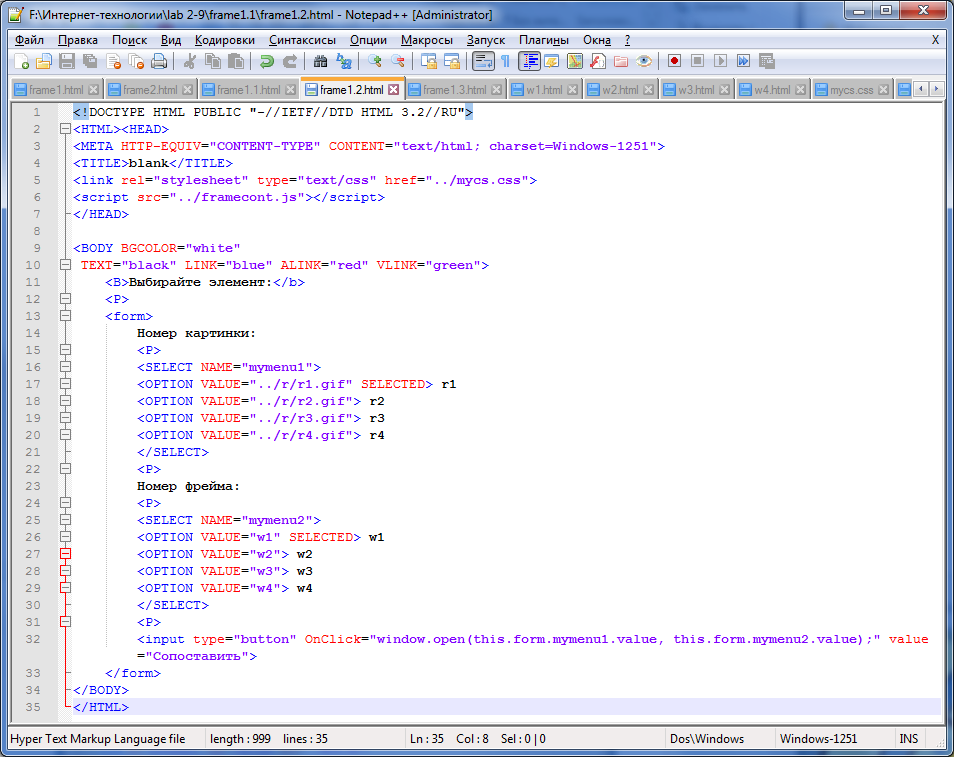 F:\Интернет-технологии\lab 2-9\frame1.1\frame1.2.html - Notepad++ [Administrator]
Файл Правка Поиск Вид Кодировки Синтаксисы Опции Макросы Запуск Плагины Окна ? X
frame1.html frame2.html frame1.1.html frame1.2.html frame1.3.html w1.html w2.html w3.html w4.html mycs.css
1 <!DOCTYPE HTML PUBLIC "-//IETF//DTD HTML 3.2//RU">
2 <HTML><HEAD>
3 <META HTTP-EQUIV="CONTENT-TYPE" CONTENT="text/html; charset=Windows-1251">
4 <TITLE>blank</TITLE>
5 <link rel="stylesheet" type="text/css" href="../mycs.css">
6 <script src="../framecont.js"></script>
7 </HEAD>
8
9 <BODY BGCOLOR="white"
10 TEXT="black" LINK="blue" ALINK="red" VLINK="green">
11 <B>Выбирайте элемент:</b>
12 <P>
13 <form>
14 Номер картинки:
15 <P>
16 <SELECT NAME="mymenu1">
17 <OPTION VALUE="../r/r1.gif" SELECTED> r1
18 <OPTION VALUE="../r/r2.gif"> r2
19 <OPTION VALUE="../r/r3.gif"> r3
20 <OPTION VALUE="../r/r4.gif"> r4
21 </SELECT>
22 <P>
23 Номер фрейма:
24 <P>
25 <SELECT NAME="mymenu2">
26 <OPTION VALUE="w1" SELECTED> w1
27 <OPTION VALUE="w2"> w2
28 <OPTION VALUE="w3"> w3
29 <OPTION VALUE="w4"> w4
30 </SELECT>
31 <P>
32 <input type="button" OnClick="window.open(this.form.mymenu1.value, this.form.mymenu2.value);" value
="Сопоставить">
33 </form>
34 </BODY>
35 </HTML>
Hyper Text Markup Language file length : 999 lines : 35 Ln : 35 Col : 8 Sel : 0 | 0 Dos\Windows Windows-1251 INS